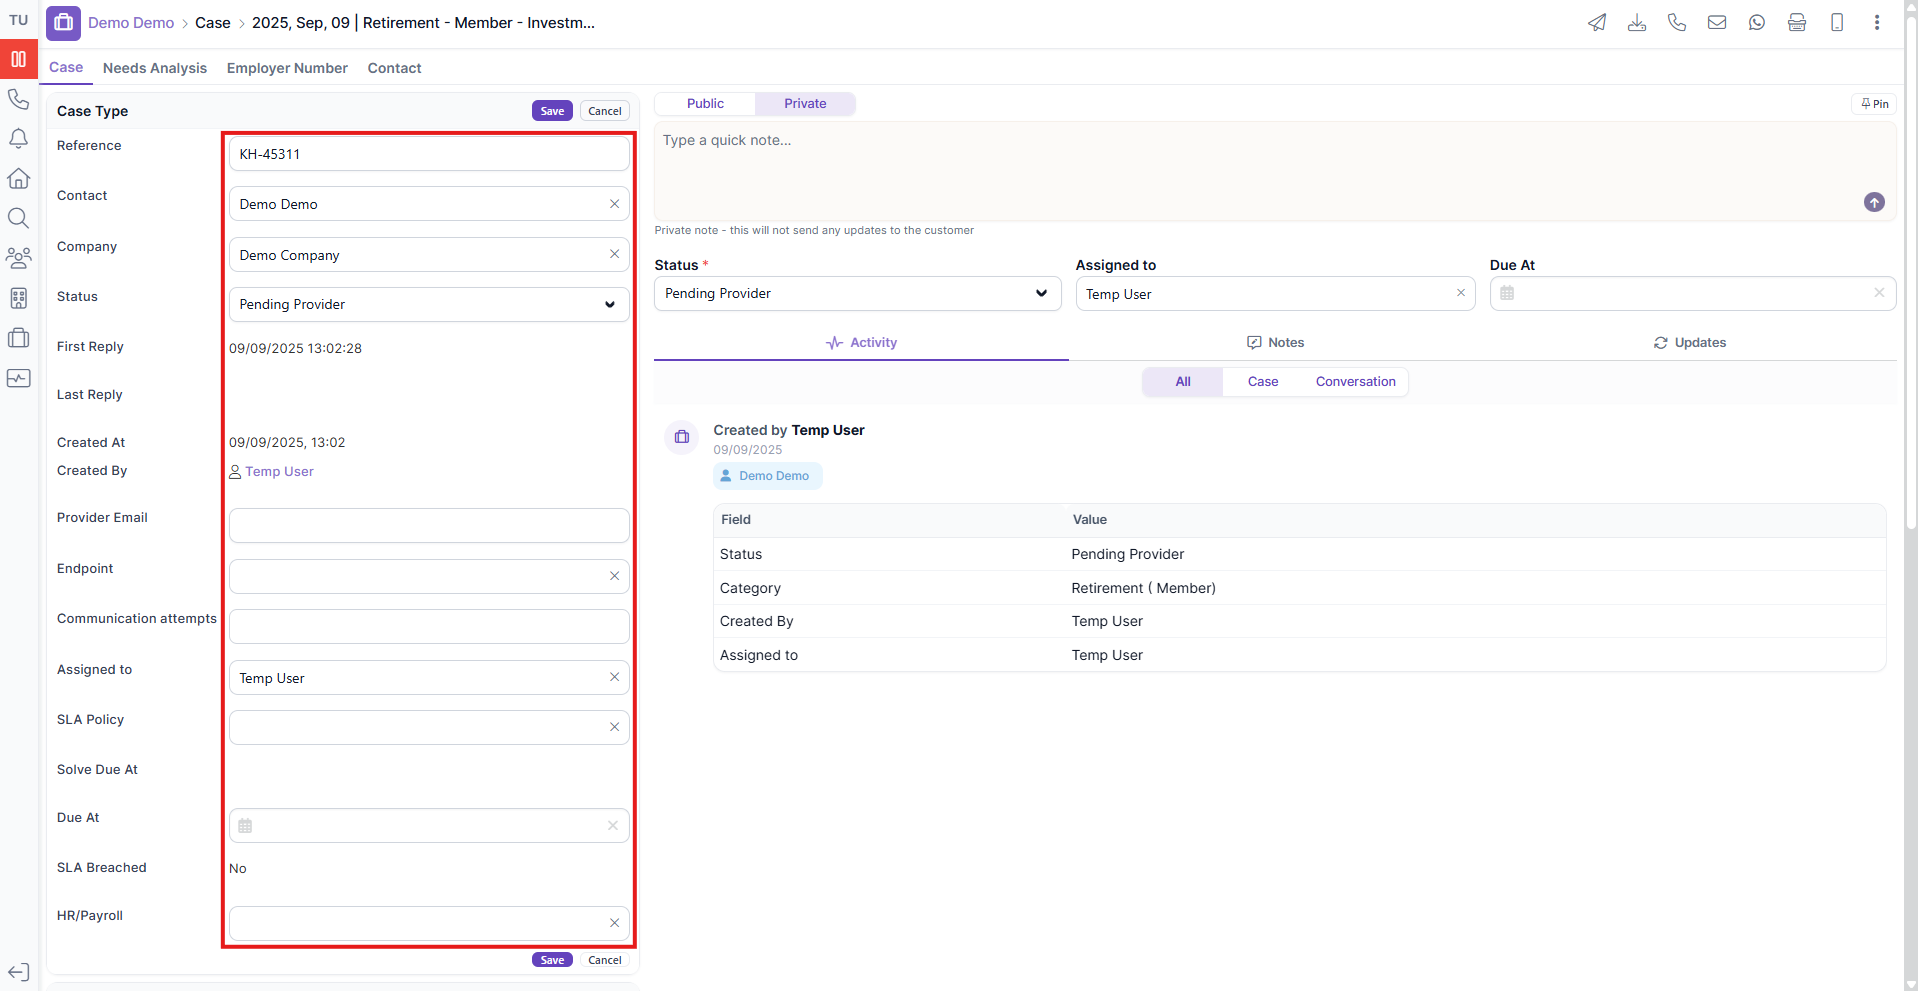 TU
Demo Demo > Case > 2025, Sep, 09 | Retirement - Member - Investm...
Case Needs Analysis Employer Number Contact
Case Type Save Cancel
Reference KH-45311
Contact Demo Demo
Company Demo Company
Status Pending Provider
First Reply 09/09/2025 13:02:28
Last Reply
Created At 09/09/2025, 13:02
Created By Temp User
Provider Email
Endpoint
Communication attempts
Assigned to Temp User
SLA Policy
Solve Due At
Due At
SLA Breached No
HR/Payroll
Save Cancel
Public Private Pin
Type a quick note...
Private note - this will not send any updates to the customer
Status * Assigned to Due At
Pending Provider Temp User
Activity Notes Updates
All Case Conversation
Created by Temp User
09/09/2025
Demo Demo
Field Value
Status Pending Provider
Category Retirement ( Member)
Created By Temp User
Assigned to Temp User